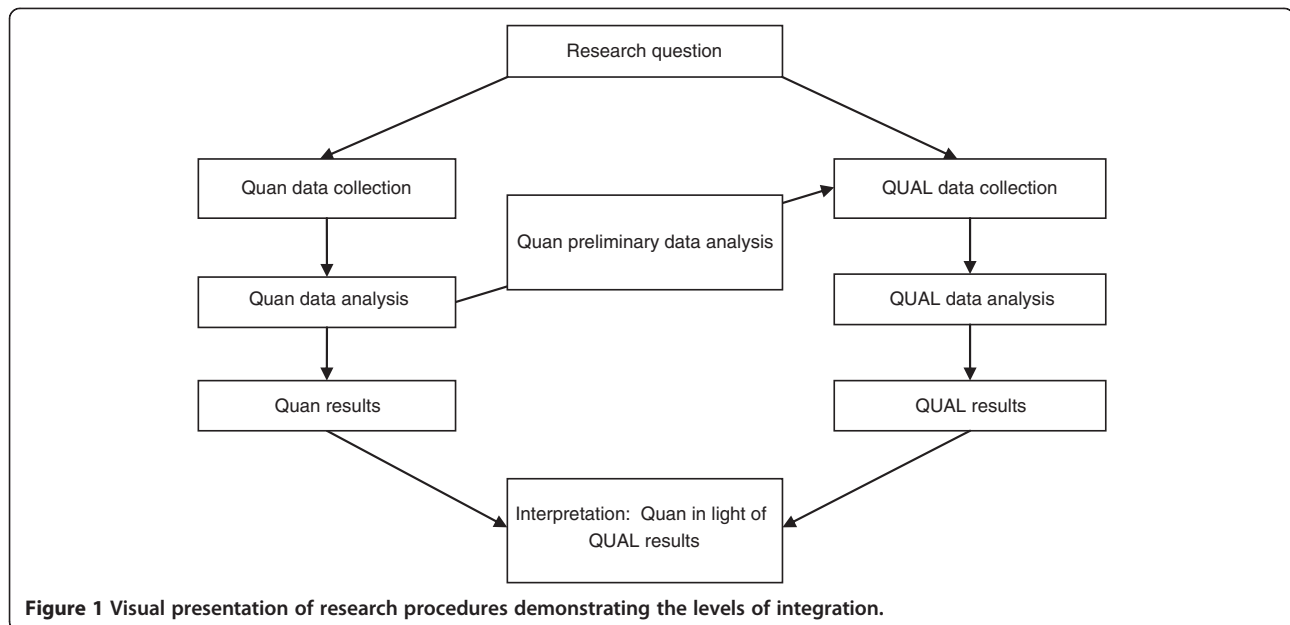 Research question
Quan data collection
QUAL data collection
Quan preliminary data analysis
Quan data analysis
QUAL data analysis
Quan results
QUAL results
Interpretation: Quan in light of
QUAL results
Figure 1 Visual presentation of research procedures demonstrating the levels of integration.